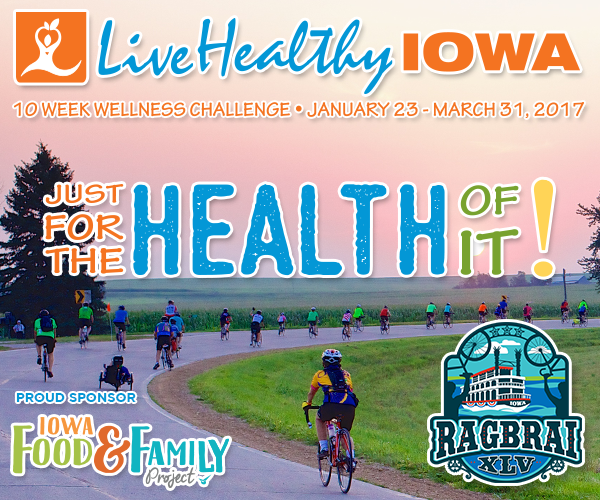 LiveHealthy IOWA
10 WEEK WELLNESS CHALLENGE • JANUARY 23 - MARCH 31, 2017
JUST FOR THE HEALTH OF IT!
PROUD SPONSOR
IOWA
FOOD & FAMILY
Project
IOWA
RAGBRAI
XLV